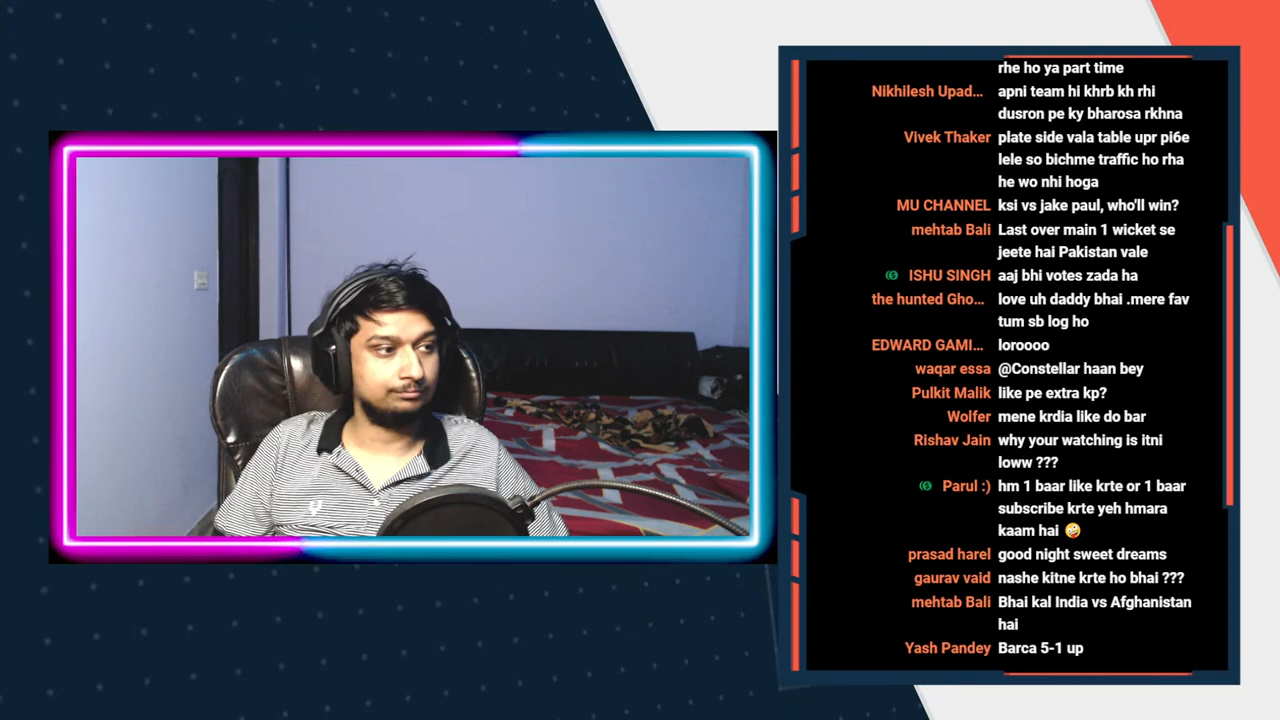 rhe ho ya part time
Nikhilesh Upad... apni team hi khrb kh rhi
dusron pe ky bharosa rkhna
Vivek Thaker plate side vala table upr pi6e
lele so bichme traffic ho rha
he wo nhi hoga
MU CHANNEL ksi vs jake paul, who'll win?
mehtab Bali Last over main 1 wicket se
jeete hai Pakistan vale
ISHU SINGH aaj bhi votes zada ha
the hunted Gho... love uh daddy bhai .mere fav
tum sb log ho
EDWARD GAMI... loroooo
waqar essa @Constellar haan bey
Pulkit Malik like pe extra kp?
Wolfer mene krdia like do bar
Rishav Jain why your watching is itni
loww ???
Parul :) hm 1 baar like krte or 1 baar
subscribe krte yeh hmara
kaam hai 🤪
prasad harel good night sweet dreams
gaurav vaid nashe kitne krte ho bhai ???
mehtab Bali Bhai kal India vs Afghanistan
hai
Yash Pandey Barca 5-1 up